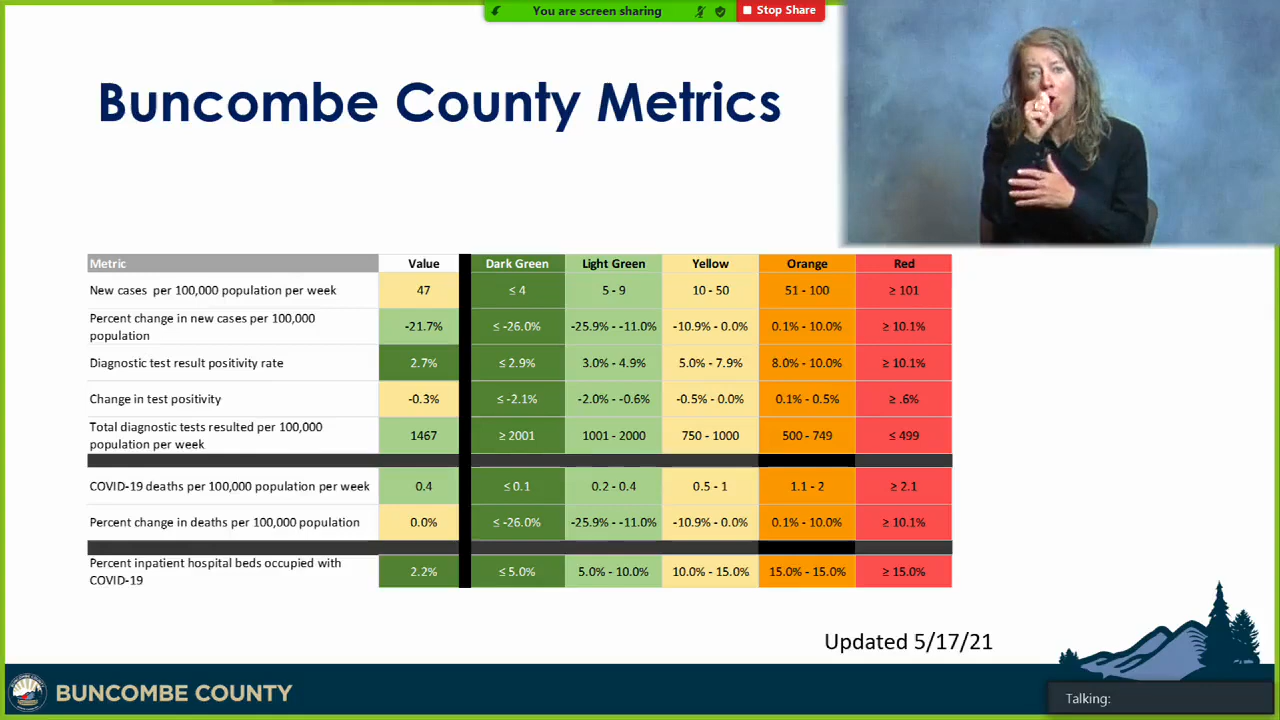 You are screen sharing
Stop Share
Buncombe County Metrics
Metric Value Dark Green Light Green Yellow Orange Red
New cases per 100,000 population per week 47 ≤ 4 5 - 9 10 - 50 51 - 100 ≥ 101
Percent change in new cases per 100,000
population -21.7% ≤ -26.0% -25.9% - -11.0% -10.9% - 0.0% 0.1% - 10.0% ≥ 10.1%
Diagnostic test result positivity rate 2.7% ≤ 2.9% 3.0% - 4.9% 5.0% - 7.9% 8.0% - 10.0% ≥ 10.1%
Change in test positivity -0.3% ≤ -2.1% -2.0% - -0.6% -0.5% - 0.0% 0.1% - 0.5% ≥ .6%
Total diagnostic tests resulted per 100,000
population per week 1467 ≥ 2001 1001 - 2000 750 - 1000 500 - 749 ≤ 499
COVID-19 deaths per 100,000 population per week 0.4 ≤ 0.1 0.2 - 0.4 0.5 - 1 1.1 - 2 ≥ 2.1
Percent change in deaths per 100,000 population 0.0% ≤ -26.0% -25.9% - -11.0% -10.9% - 0.0% 0.1% - 10.0% ≥ 10.1%
Percent inpatient hospital beds occupied with
COVID-19 2.2% ≤ 5.0% 5.0% - 10.0% 10.0% - 15.0% 15.0% - 15.0% ≥ 15.0%
Updated 5/17/21
BUNCOMBE COUNTY
Talking: